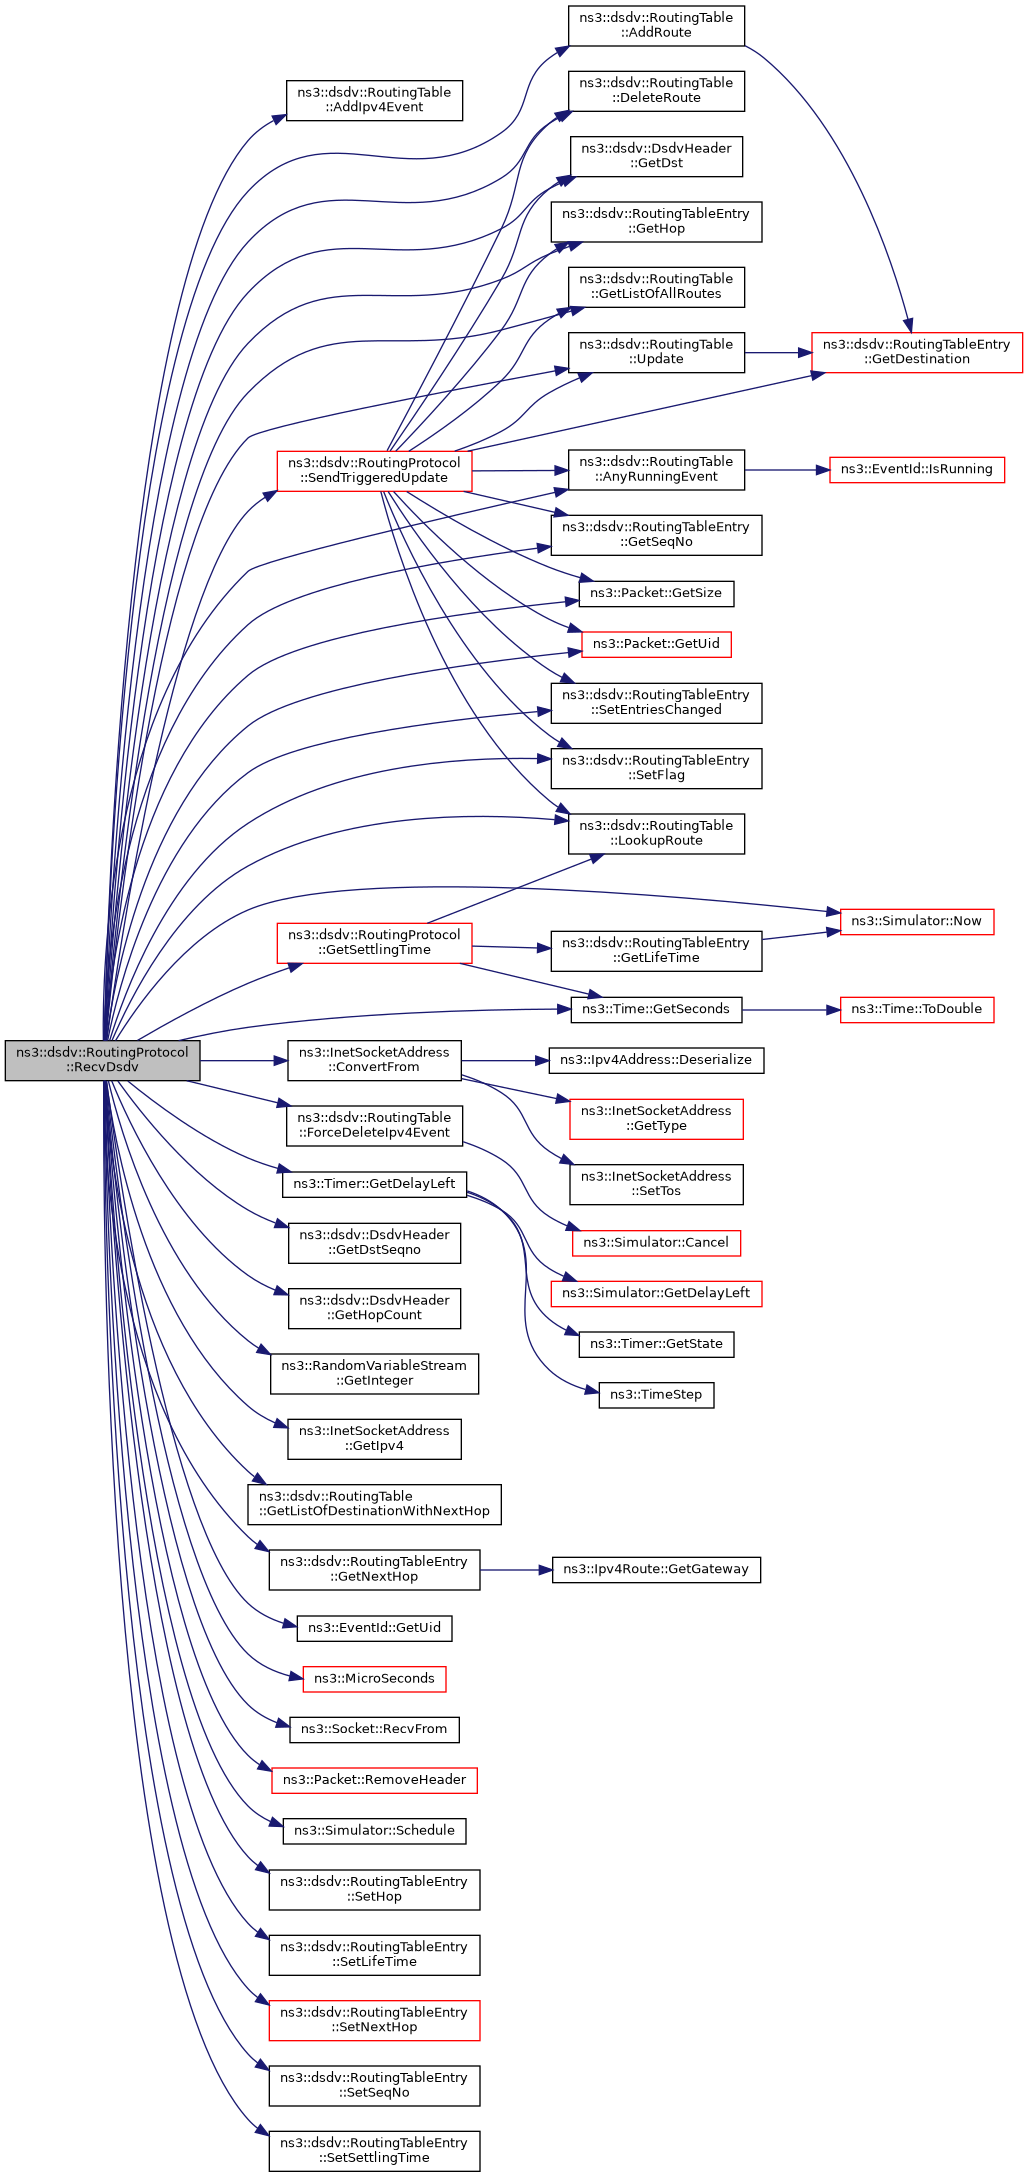 ns3::dsdv::RoutingTable
::AddRoute
ns3::dsdv::RoutingTable
::AddIpv4Event
ns3::dsdv::RoutingTable
::DeleteRoute
ns3::dsdv::DsdvHeader
::GetDst
ns3::dsdv::RoutingTableEntry
::GetHop
ns3::dsdv::RoutingTable
::GetListOfAllRoutes
ns3::dsdv::RoutingTable
::Update
ns3::dsdv::RoutingTableEntry
::GetDestination
ns3::dsdv::RoutingProtocol
::SendTriggeredUpdate
ns3::dsdv::RoutingTable
::AnyRunningEvent
ns3::EventId::IsRunning
ns3::dsdv::RoutingTableEntry
::GetSeqNo
ns3::Packet::GetSize
ns3::Packet::GetUid
ns3::dsdv::RoutingTableEntry
::SetEntriesChanged
ns3::dsdv::RoutingTableEntry
::SetFlag
ns3::dsdv::RoutingTable
::LookupRoute
ns3::Simulator::Now
ns3::dsdv::RoutingProtocol
::GetSettlingTime
ns3::dsdv::RoutingTableEntry
::GetLifeTime
ns3::Time::GetSeconds
ns3::Time::ToDouble
ns3::dsdv::RoutingProtocol
::RecvDsdv
ns3::InetSocketAddress
::ConvertFrom
ns3::Ipv4Address::Deserialize
ns3::InetSocketAddress
::GetType
ns3::dsdv::RoutingTable
::ForceDeleteIpv4Event
ns3::InetSocketAddress
::SetTos
ns3::Timer::GetDelayLeft
ns3::Simulator::Cancel
ns3::dsdv::DsdvHeader
::GetDstSeqno
ns3::Simulator::GetDelayLeft
ns3::dsdv::DsdvHeader
::GetHopCount
ns3::Timer::GetState
ns3::RandomVariableStream
::GetInteger
ns3::TimeStep
ns3::InetSocketAddress
::GetIpv4
ns3::dsdv::RoutingTable
::GetListOfDestinationWithNextHop
ns3::dsdv::RoutingTableEntry
::GetNextHop
ns3::Ipv4Route::GetGateway
ns3::EventId::GetUid
ns3::MicroSeconds
ns3::Socket::RecvFrom
ns3::Packet::RemoveHeader
ns3::Simulator::Schedule
ns3::dsdv::RoutingTableEntry
::SetHop
ns3::dsdv::RoutingTableEntry
::SetLifeTime
ns3::dsdv::RoutingTableEntry
::SetNextHop
ns3::dsdv::RoutingTableEntry
::SetSeqNo
ns3::dsdv::RoutingTableEntry
::SetSettlingTime